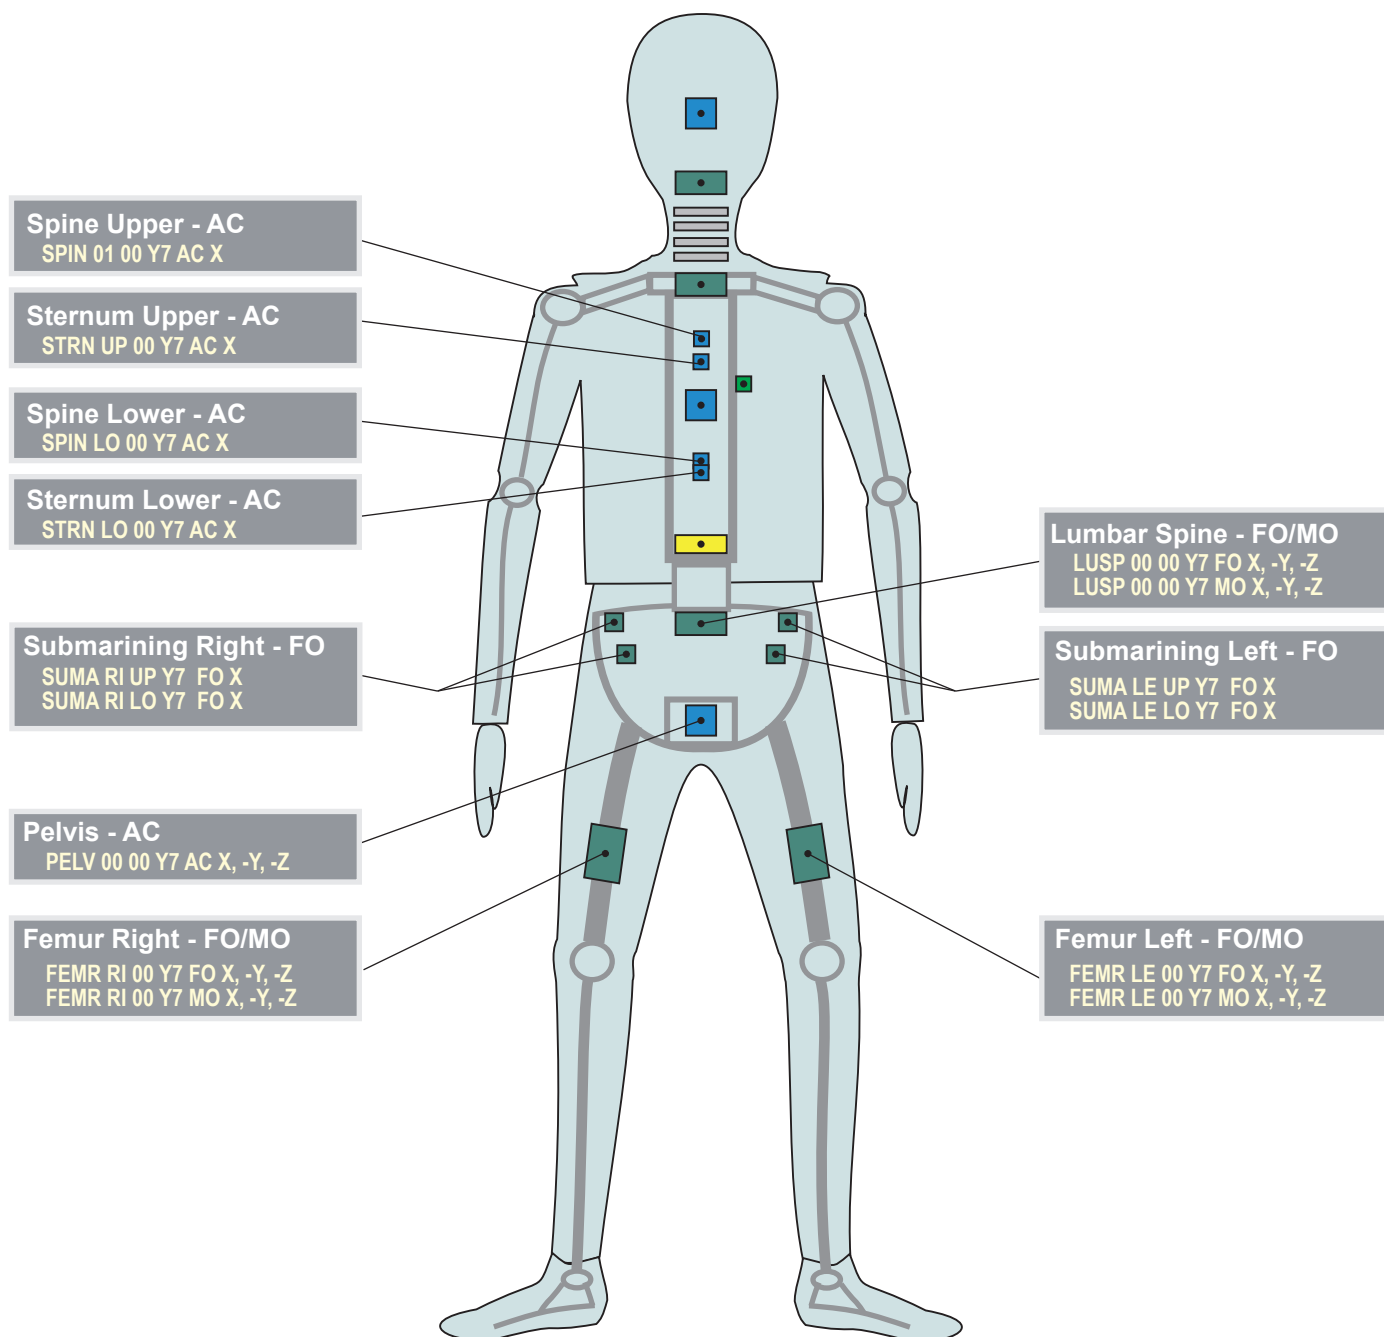 Spine Upper - AC
SPIN 01 00 Y7 AC X
Sternum Upper - AC
STRN UP 00 Y7 AC X
Spine Lower - AC
SPIN LO 00 Y7 AC X
Sternum Lower - AC
STRN LO 00 Y7 AC X
Submarining Right - FO
SUMA RI UP Y7 FO X
SUMA RI LO Y7 FO X
Pelvis - AC
PELV 00 00 Y7 AC X, -Y, -Z
Femur Right - FO/MO
FEMR RI 00 Y7 FO X, -Y, -Z
FEMR RI 00 Y7 MO X, -Y, -Z
Lumbar Spine - FO/MO
LUSP 00 00 Y7 FO X, -Y, -Z
LUSP 00 00 Y7 MO X, -Y, -Z
Submarining Left - FO
SUMA LE UP Y7 FO X
SUMA LE LO Y7 FO X
Femur Left - FO/MO
FEMR LE 00 Y7 FO X, -Y, -Z
FEMR LE 00 Y7 MO X, -Y, -Z